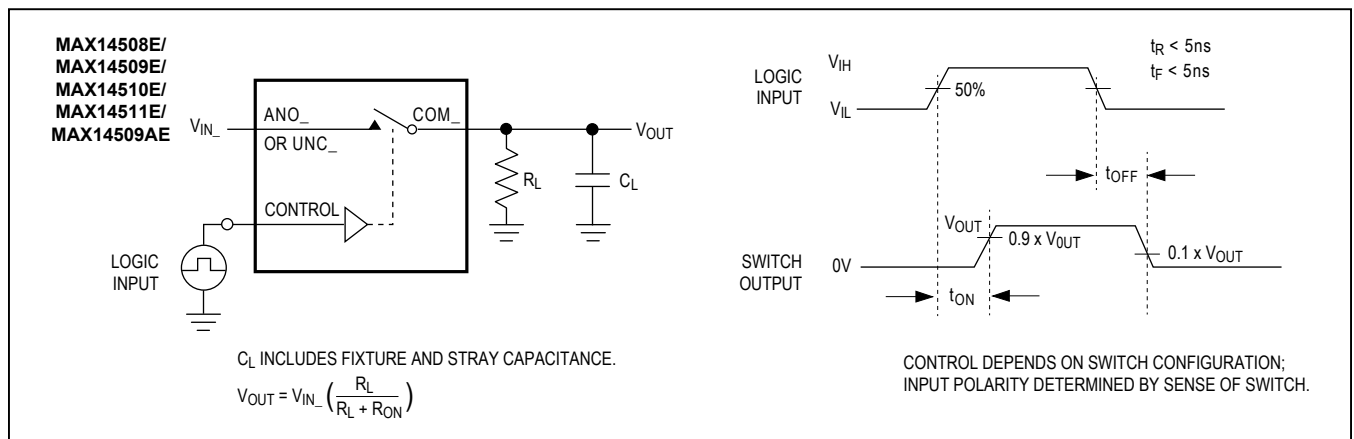 MAX14508E/
MAX14509E/
MAX14510E/
MAX14511E/
MAX14509AE
VIN_
ANO_
OR UNC_
COM_
VOUT
RL
CL
CONTROL
LOGIC
INPUT
CL INCLUDES FIXTURE AND STRAY CAPACITANCE.
VOUT = VIN_ ( RL / RL + RON )
LOGIC
INPUT
VIH
VIL
50%
tR < 5ns
tF < 5ns
tOFF
SWITCH
OUTPUT
VOUT
0V
0.9 x V0UT
0.1 x VOUT
tON
CONTROL DEPENDS ON SWITCH CONFIGURATION;
INPUT POLARITY DETERMINED BY SENSE OF SWITCH.